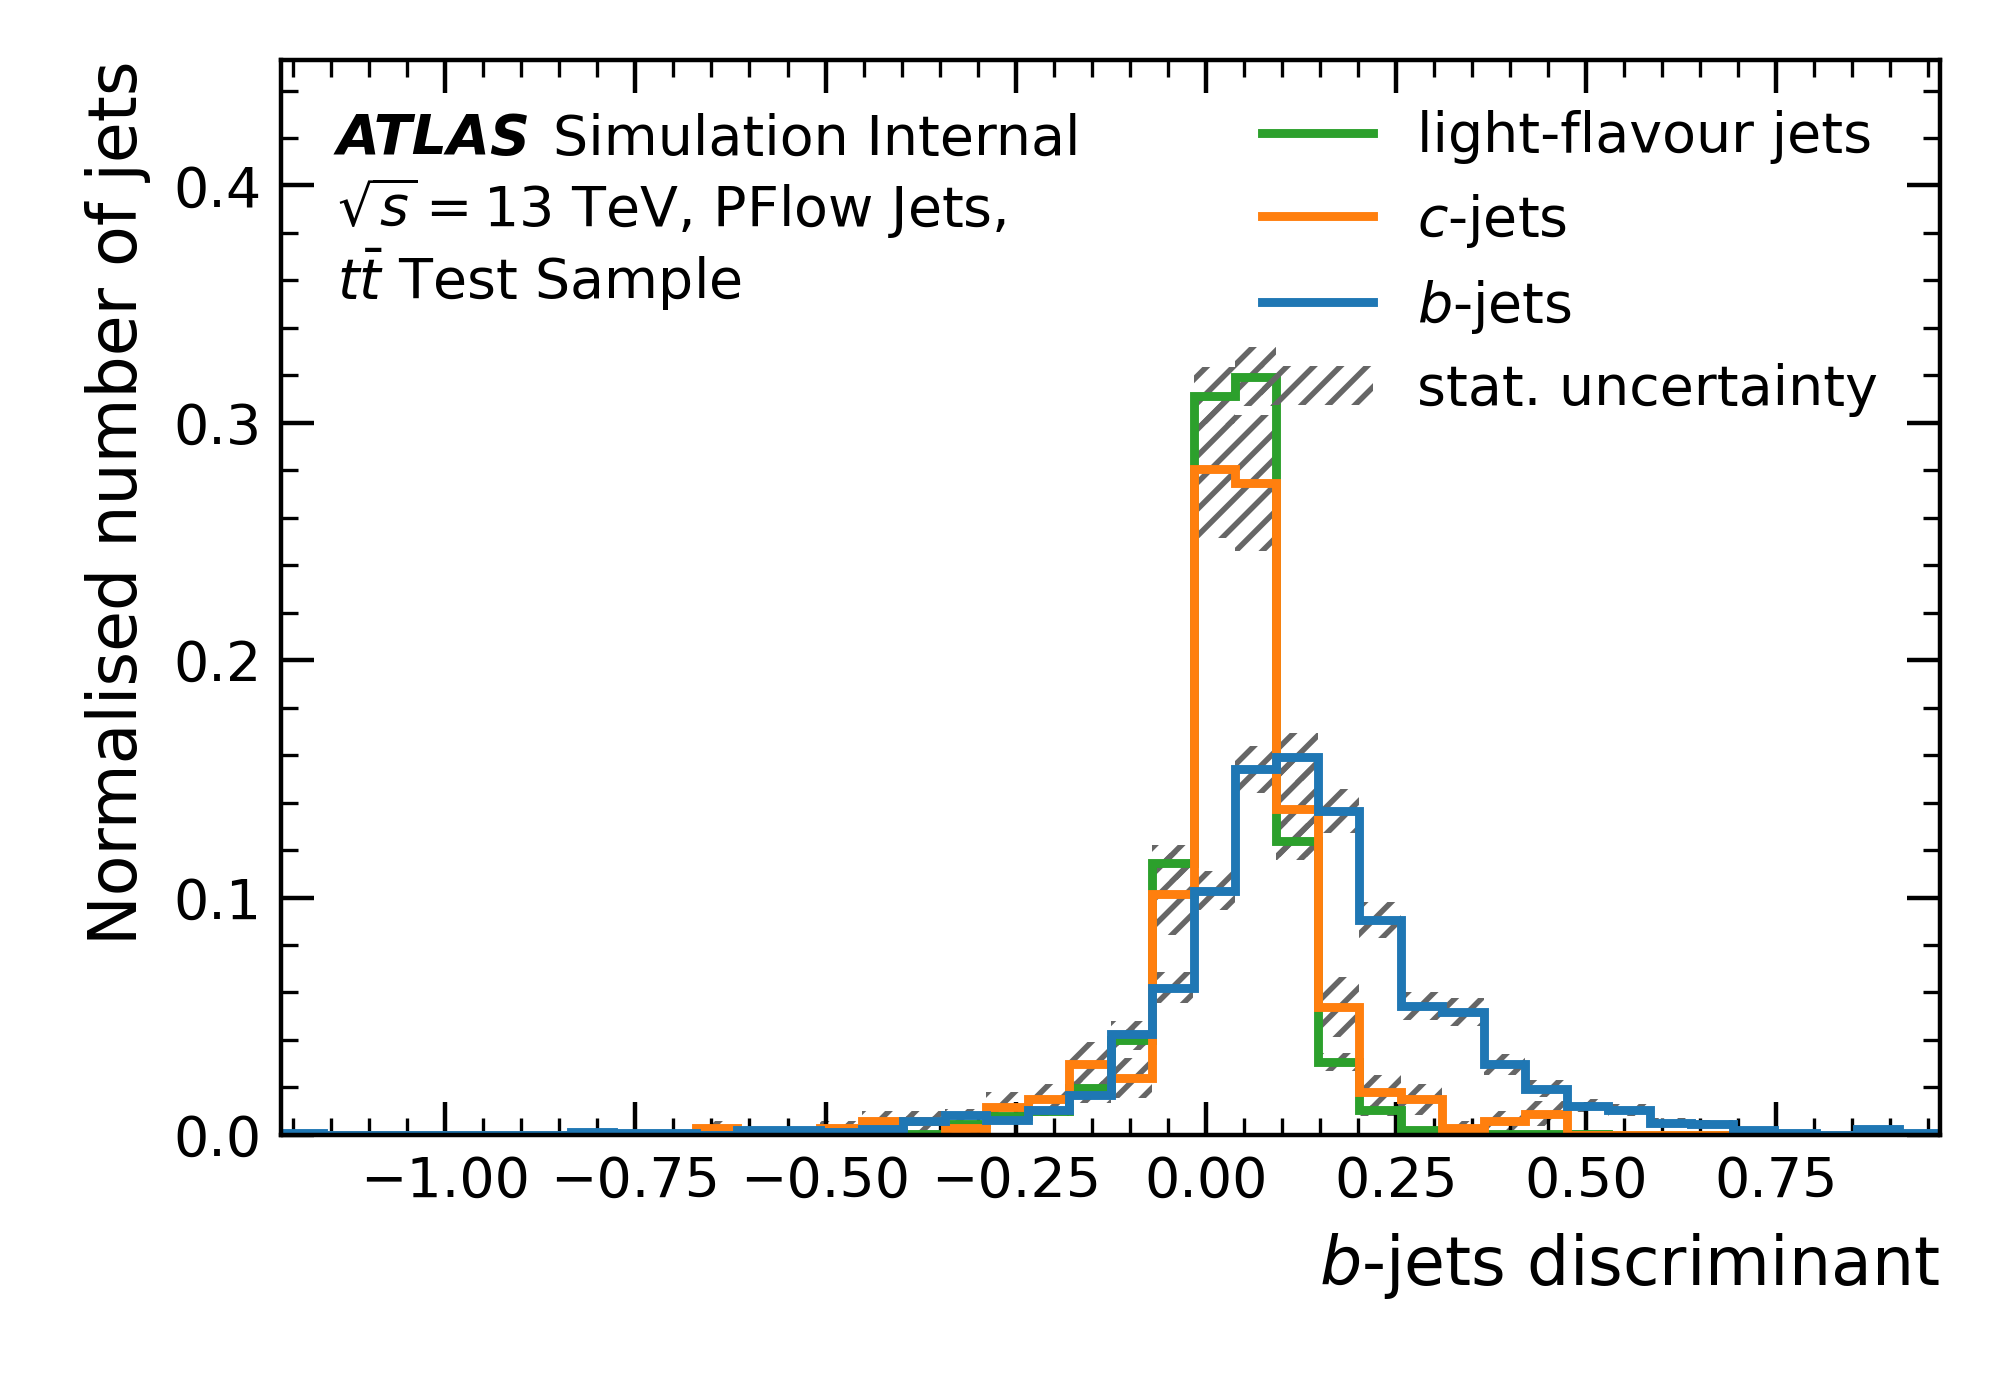 ATLAS Simulation Internal
√s = 13 TeV, PFlow Jets,
tt̄ Test Sample
light-flavour jets
c-jets
b-jets
stat. uncertainty
Normalised number of jets
0.4
0.3
0.2
0.1
0.0
−1.00 −0.75 −0.50 −0.25 0.00 0.25 0.50 0.75
b-jets discriminant